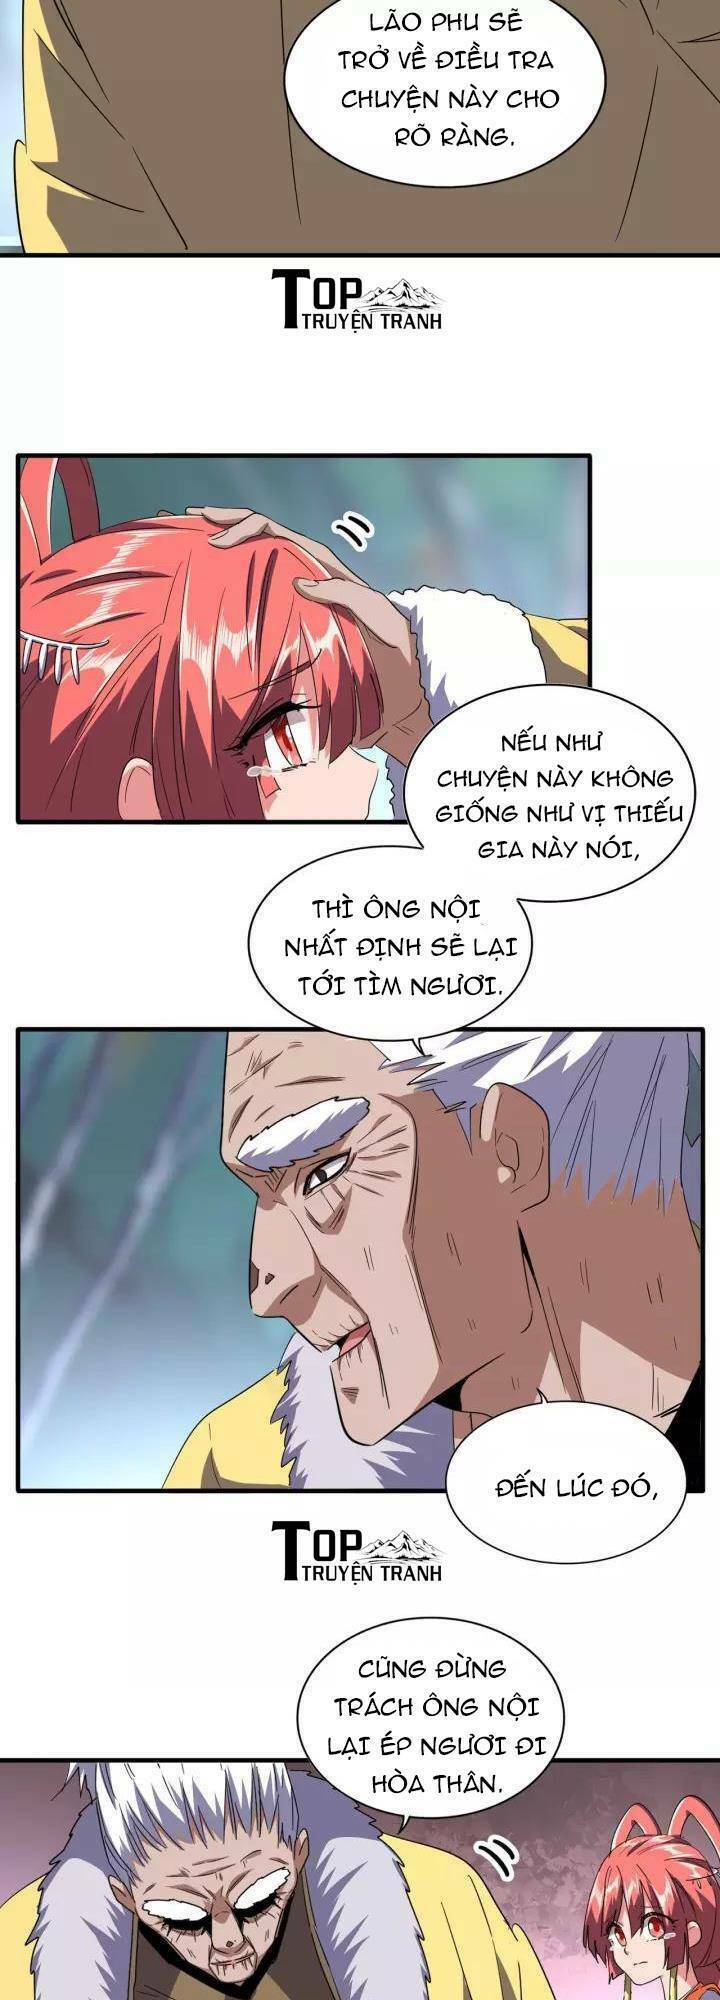 LÃO PHU SẼ
TRỞ VỀ ĐIỀU TRA
CHUYỆN NÀY CHO
RÕ RÀNG.
TOP
TRUYỆN TRANH
NẾU NHƯ
CHUYỆN NÀY KHÔNG
GIỐNG NHƯ VỊ THIẾU
GIA NÀY NÓI,
THÌ ÔNG NỘI
NHẤT ĐỊNH SẼ LẠI
TỚI TÌM NGƯƠI.
ĐẾN LÚC ĐÓ,
TOP
TRUYỆN TRANH
CŨNG ĐỪNG
TRÁCH ÔNG NỘI
LẠI ÉP NGƯƠI ĐI
HÒA THÂN.